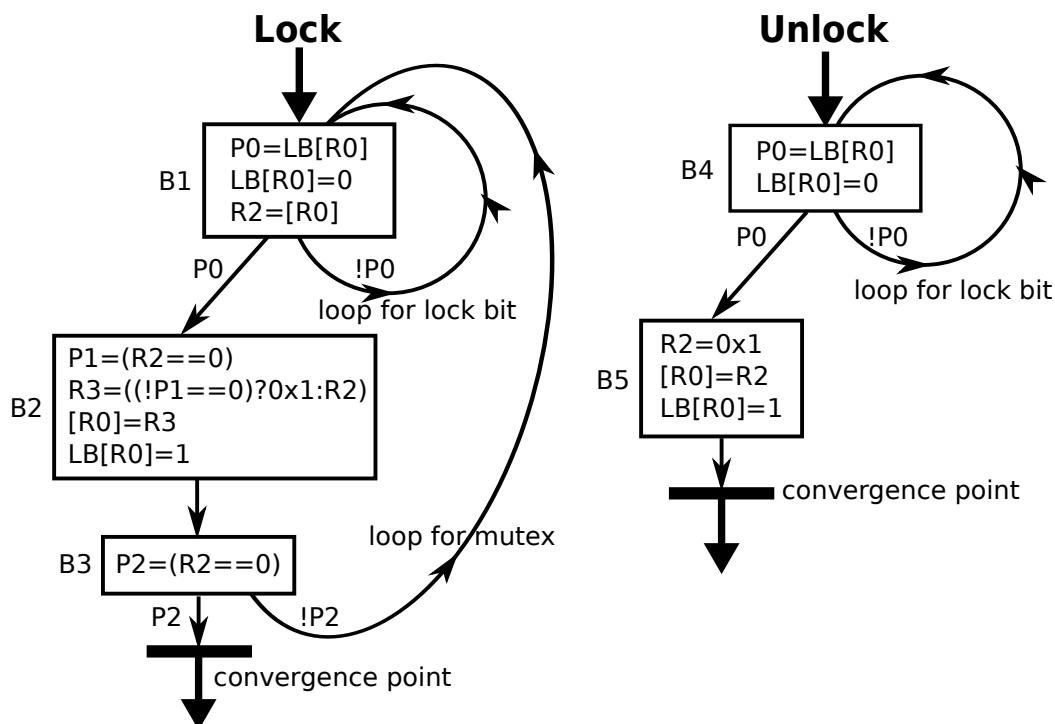 Lock
B1
P0=LB[R0]
LB[R0]=0
R2=[R0]
P0
!P0
loop for lock bit
B2
P1=(R2==0)
R3=((!P1==0)?0x1:R2)
[R0]=R3
LB[R0]=1
B3
P2=(R2==0)
loop for mutex
P2
!P2
convergence point
Unlock
B4
P0=LB[R0]
LB[R0]=0
P0
!P0
loop for lock bit
B5
R2=0x1
[R0]=R2
LB[R0]=1
convergence point